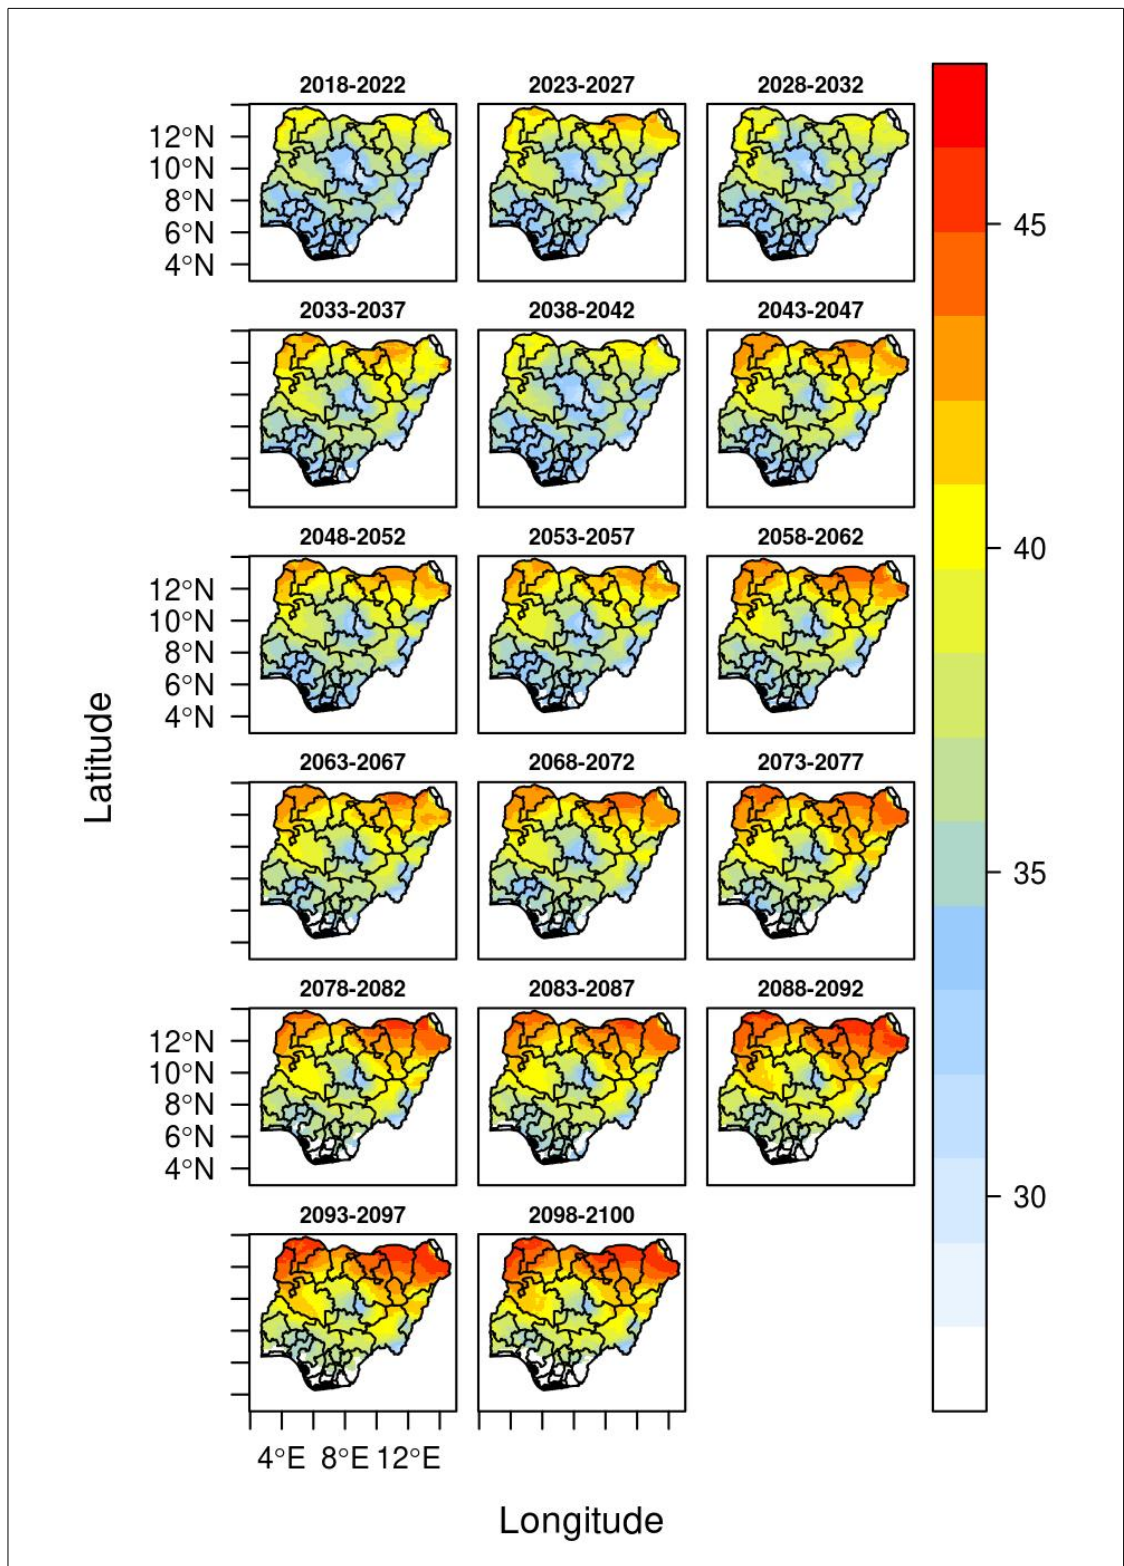 2018-2022 2023-2027 2028-2032
12°N
10°N
8°N
6°N
4°N
2033-2037 2038-2042 2043-2047
2048-2052 2053-2057 2058-2062
12°N
10°N
8°N
6°N
4°N
2063-2067 2068-2072 2073-2077
2078-2082 2083-2087 2088-2092
12°N
10°N
8°N
6°N
4°N
2093-2097 2098-2100
4°E 8°E 12°E
Longitude
Latitude
45
40
35
30